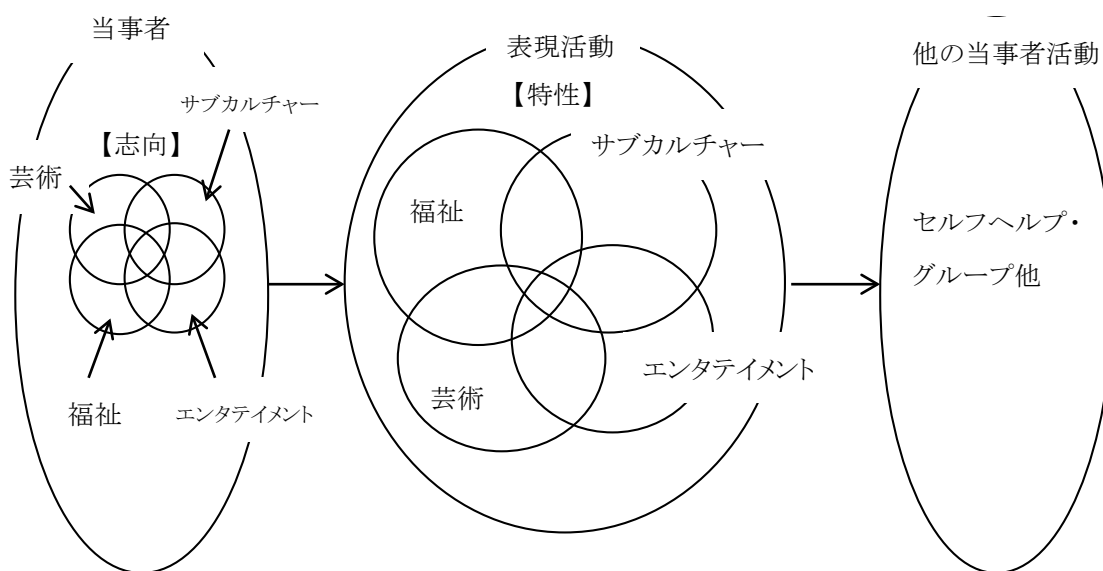 当事者
サブカルチャー
【志向】
芸術
福祉
エンタテイメント
表現活動
【特性】
サブカルチャー
福祉
エンタテイメント
芸術
他の当事者活動
セルフヘルプ・
グループ他